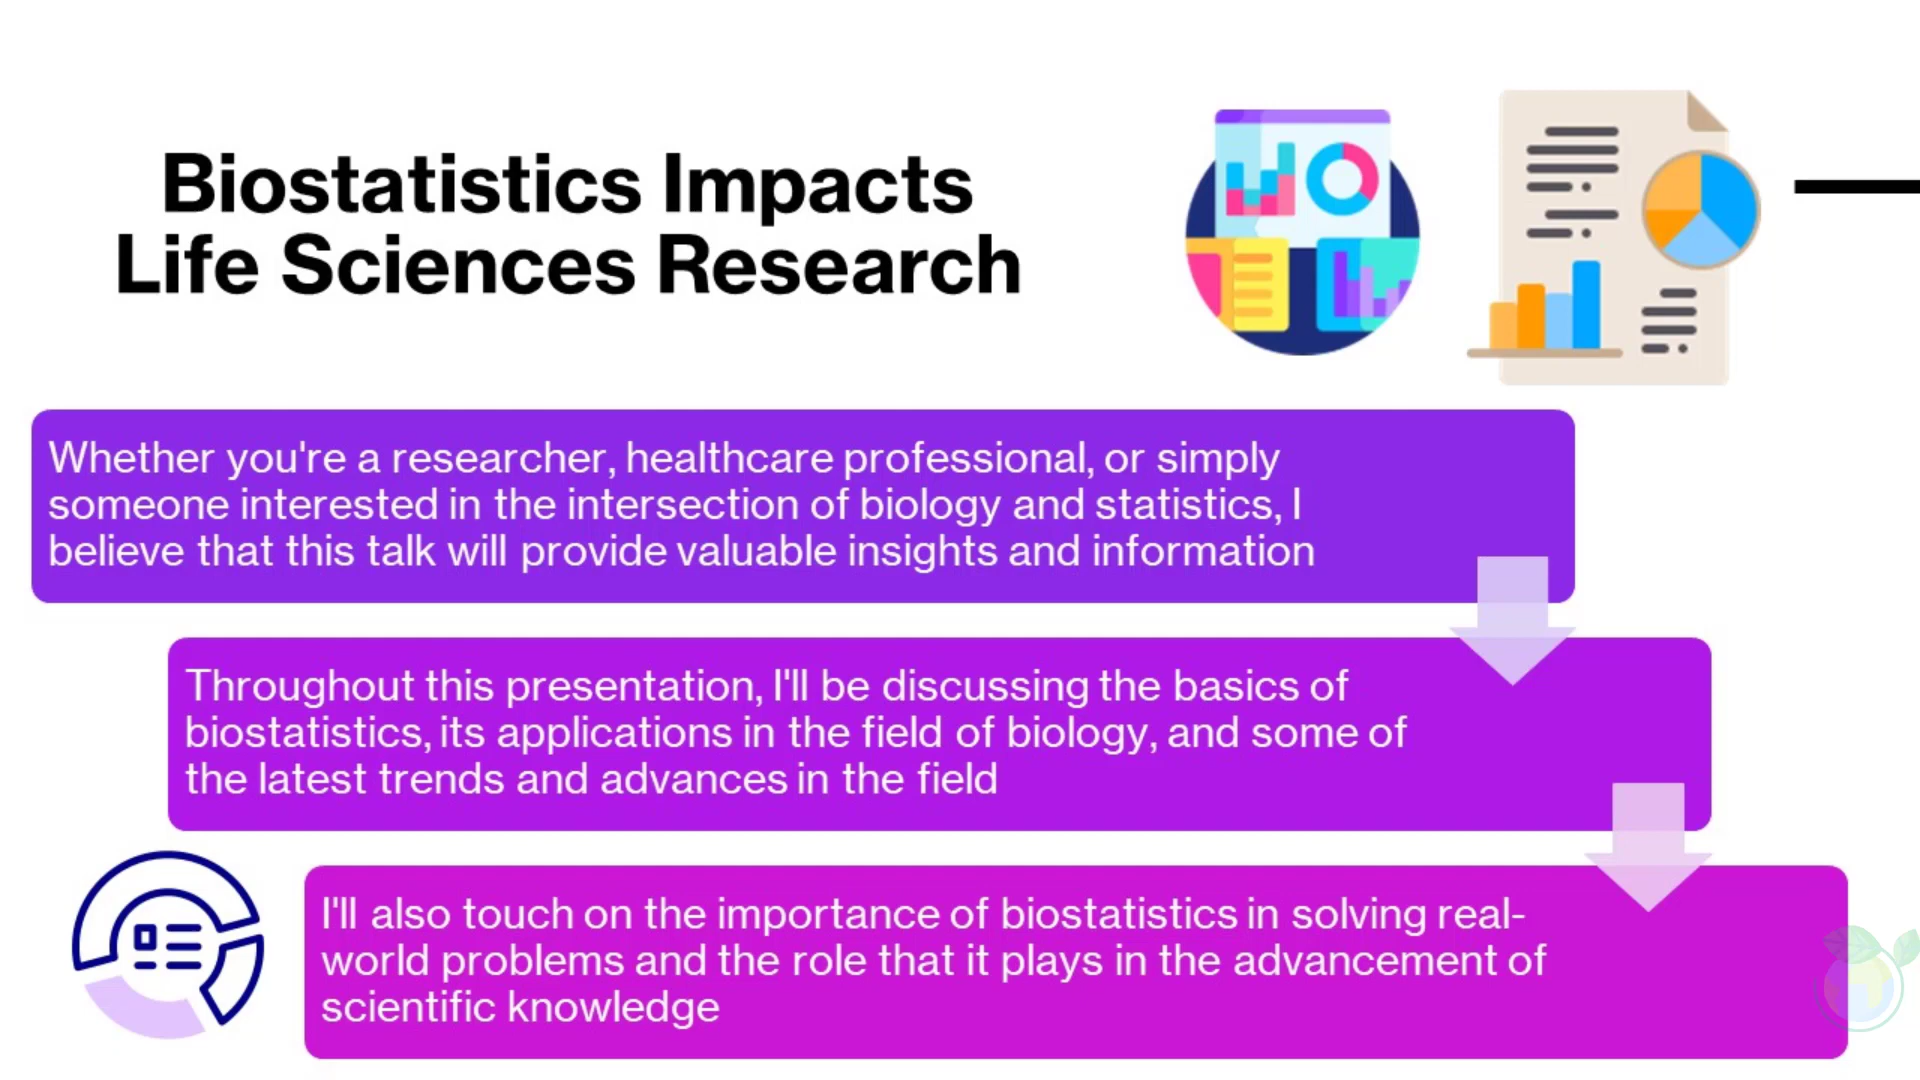 Biostatistics Impacts
Life Sciences Research
Whether you're a researcher, healthcare professional, or simply
someone interested in the intersection of biology and statistics, I
believe that this talk will provide valuable insights and information
Throughout this presentation, I'll be discussing the basics of
biostatistics, its applications in the field of biology, and some of
the latest trends and advances in the field
I'll also touch on the importance of biostatistics in solving real-
world problems and the role that it plays in the advancement of
scientific knowledge